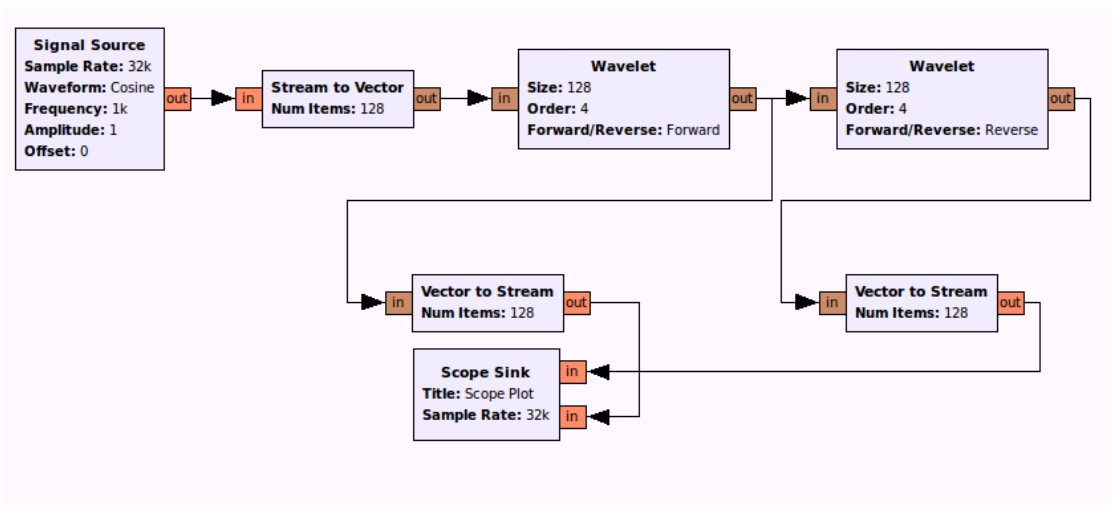 Signal Source
Sample Rate: 32k
Waveform: Cosine
Frequency: 1k
Amplitude: 1
Offset: 0
out
in
Stream to Vector
Num Items: 128
out
in
Wavelet
Size: 128
Order: 4
Forward/Reverse: Forward
out
in
Wavelet
Size: 128
Order: 4
Forward/Reverse: Reverse
out
in
Vector to Stream
Num Items: 128
out
in
Vector to Stream
Num Items: 128
out
Scope Sink
Title: Scope Plot
Sample Rate: 32k
in
in